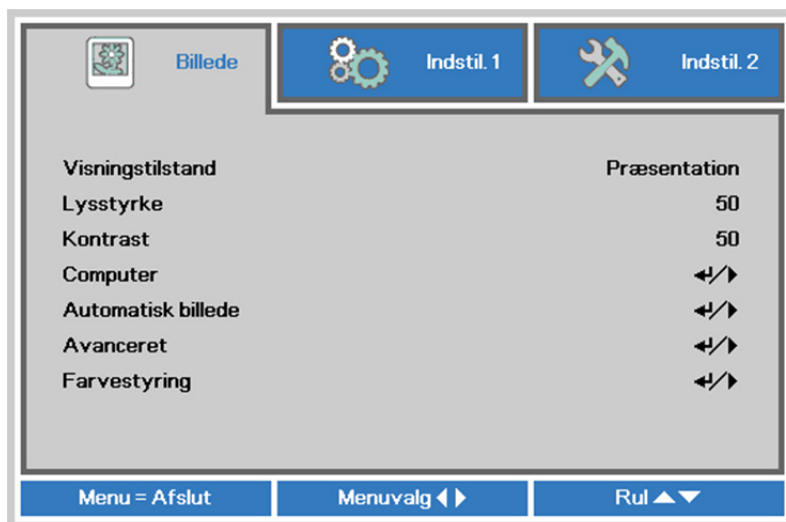 Billede
Indstil. 1
Indstil. 2
Visningstilstand Præsentation
Lysstyrke 50
Kontrast 50
Computer ↵/▶
Automatisk billede ↵/▶
Avanceret ↵/▶
Farvestyring ↵/▶
Menu = Afslut
Menuvalg ◀ ▶
Rul ▲▼